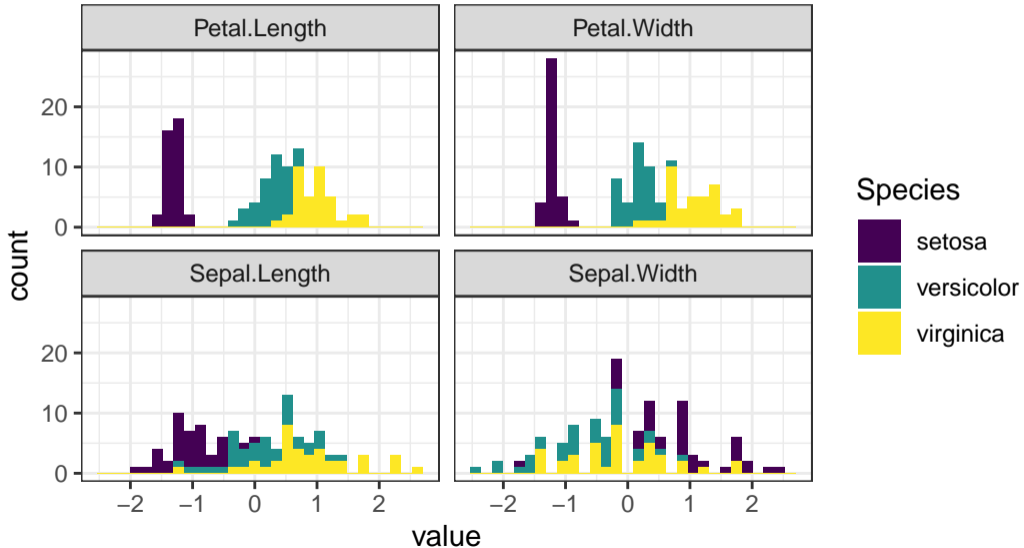 Petal.Length
Petal.Width
20
10
0
Sepal.Length
Sepal.Width
20
10
0
−2 −1 0 1 2
−2 −1 0 1 2
value
count
Species
setosa
versicolor
virginica